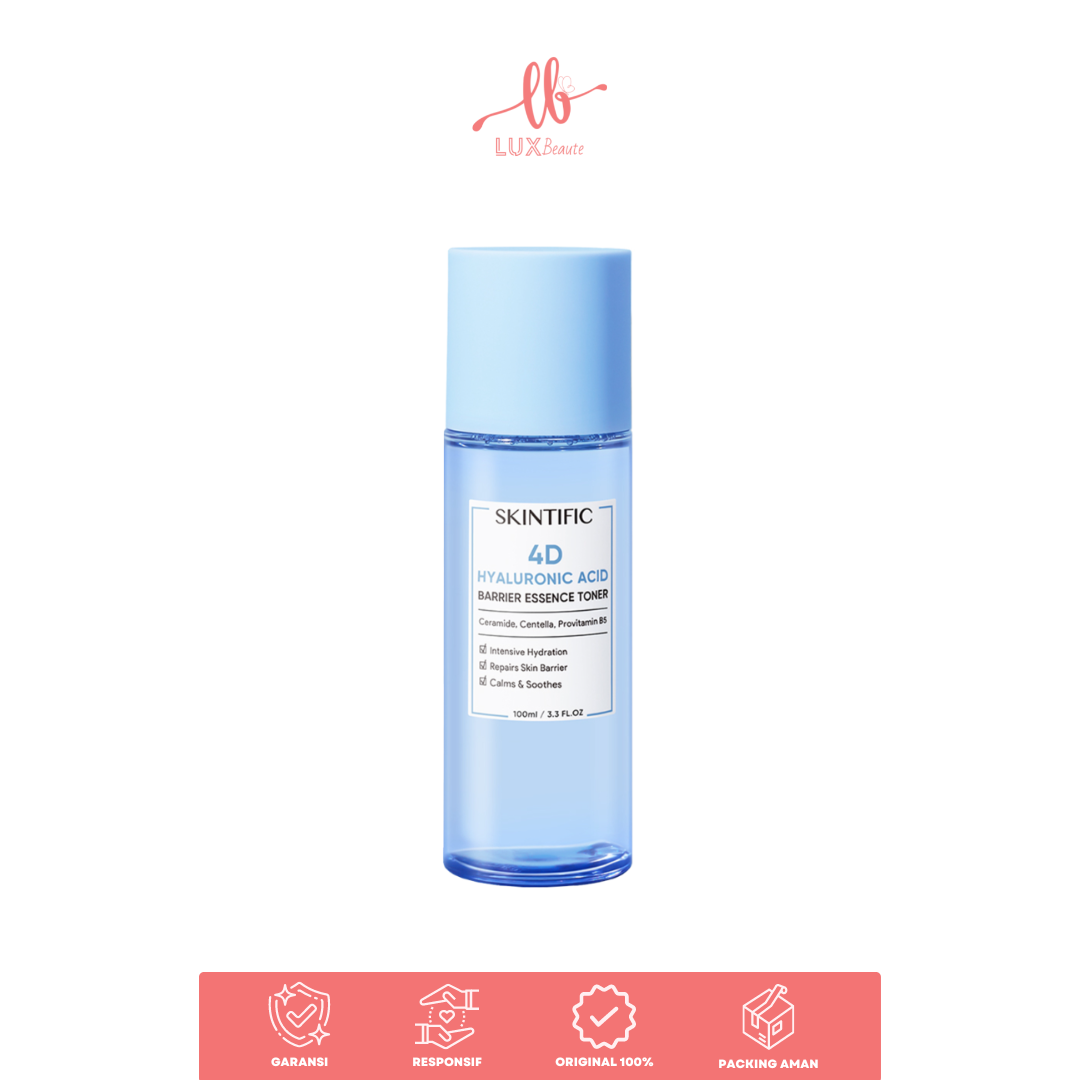 lb
LUX Beaute
SKINTIFIC
4D
HYALURONIC ACID
BARRIER ESSENCE TONER
Ceramide, Centella, Provitamin B5
☑ Intensive Hydration
☑ Repairs Skin Barrier
☑ Calms & Soothes
100ml / 3.3 FL.OZ
GARANSI
RESPONSIF
ORIGINAL 100%
PACKING AMAN